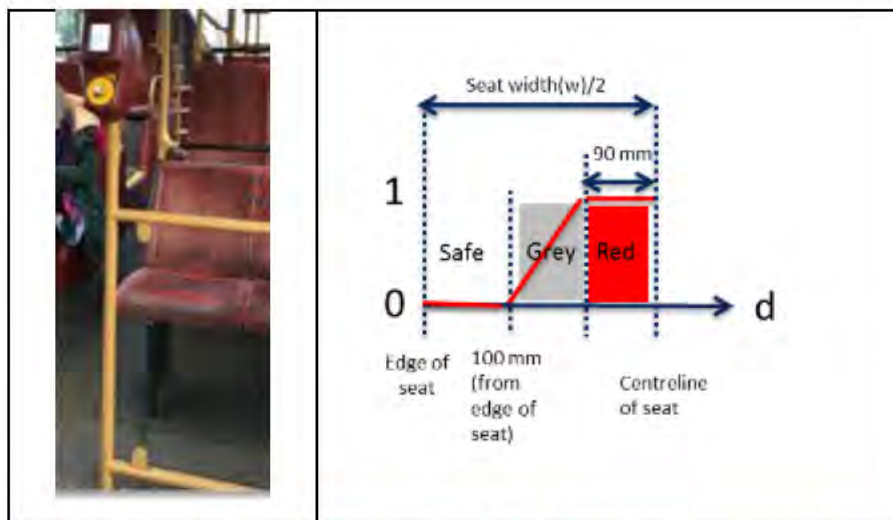 Seat width(w)/2
90 mm
1
Safe
Grey
Red
0
d
Edge of
seat
100 mm
(from
edge of
seat)
Centreline
of seat